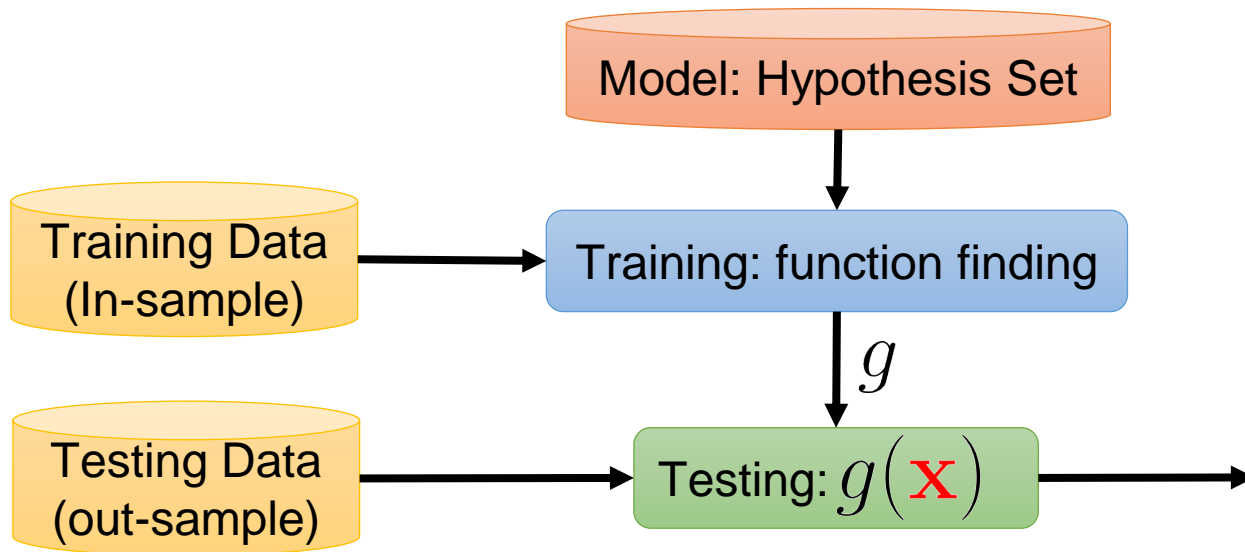 Model: Hypothesis Set
Training Data
(In-sample)
Training: function finding
g
Testing Data
(out-sample)
Testing: g(x)